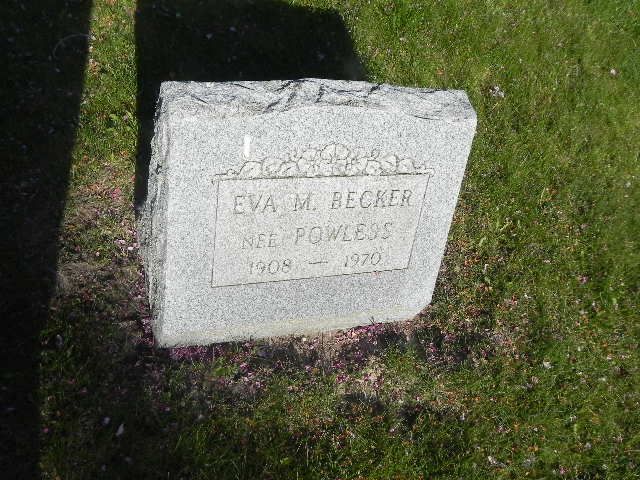 EVA M. BECKER
NEE POWLESS
1908 — 1970